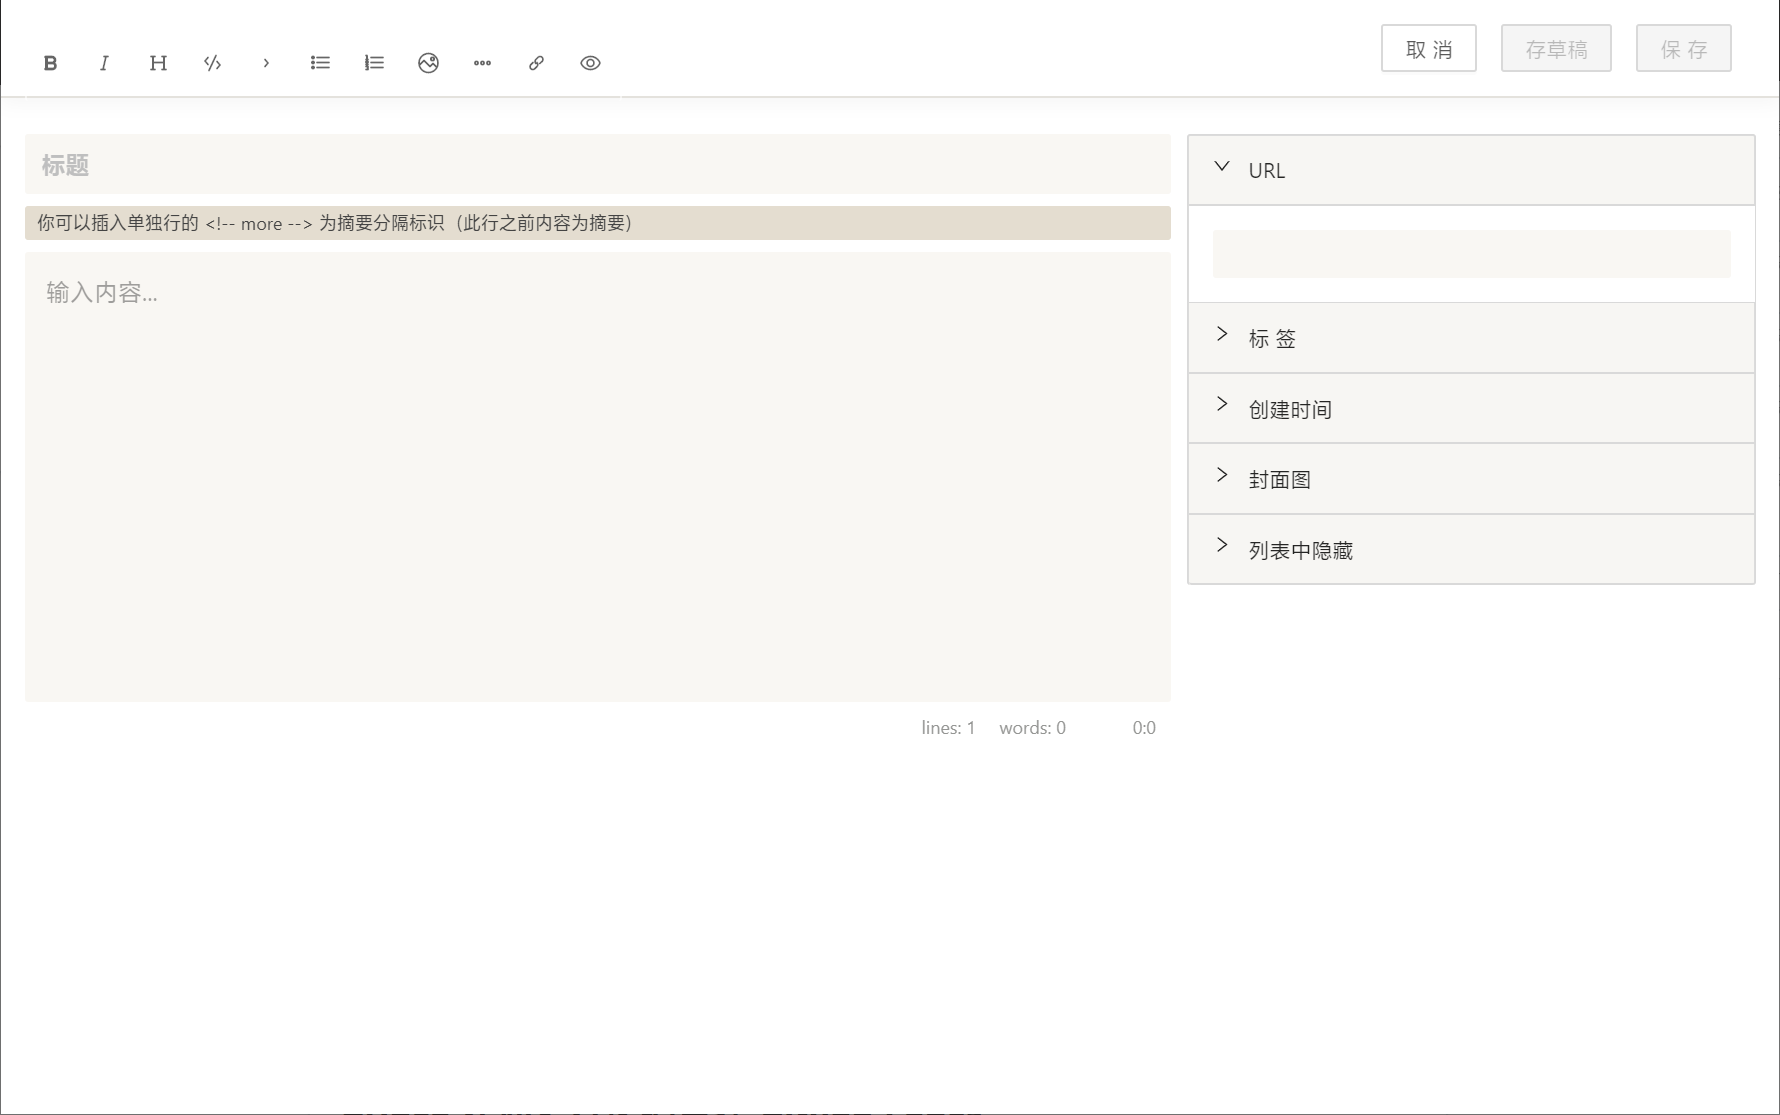 取 消
存草稿
保 存
标题
你可以插入单独行的 <!-- more --> 为摘要分隔标识（此行之前内容为摘要）
输入内容...
lines: 1 words: 0 0:0
URL
标 签
创建时间
封面图
列表中隐藏